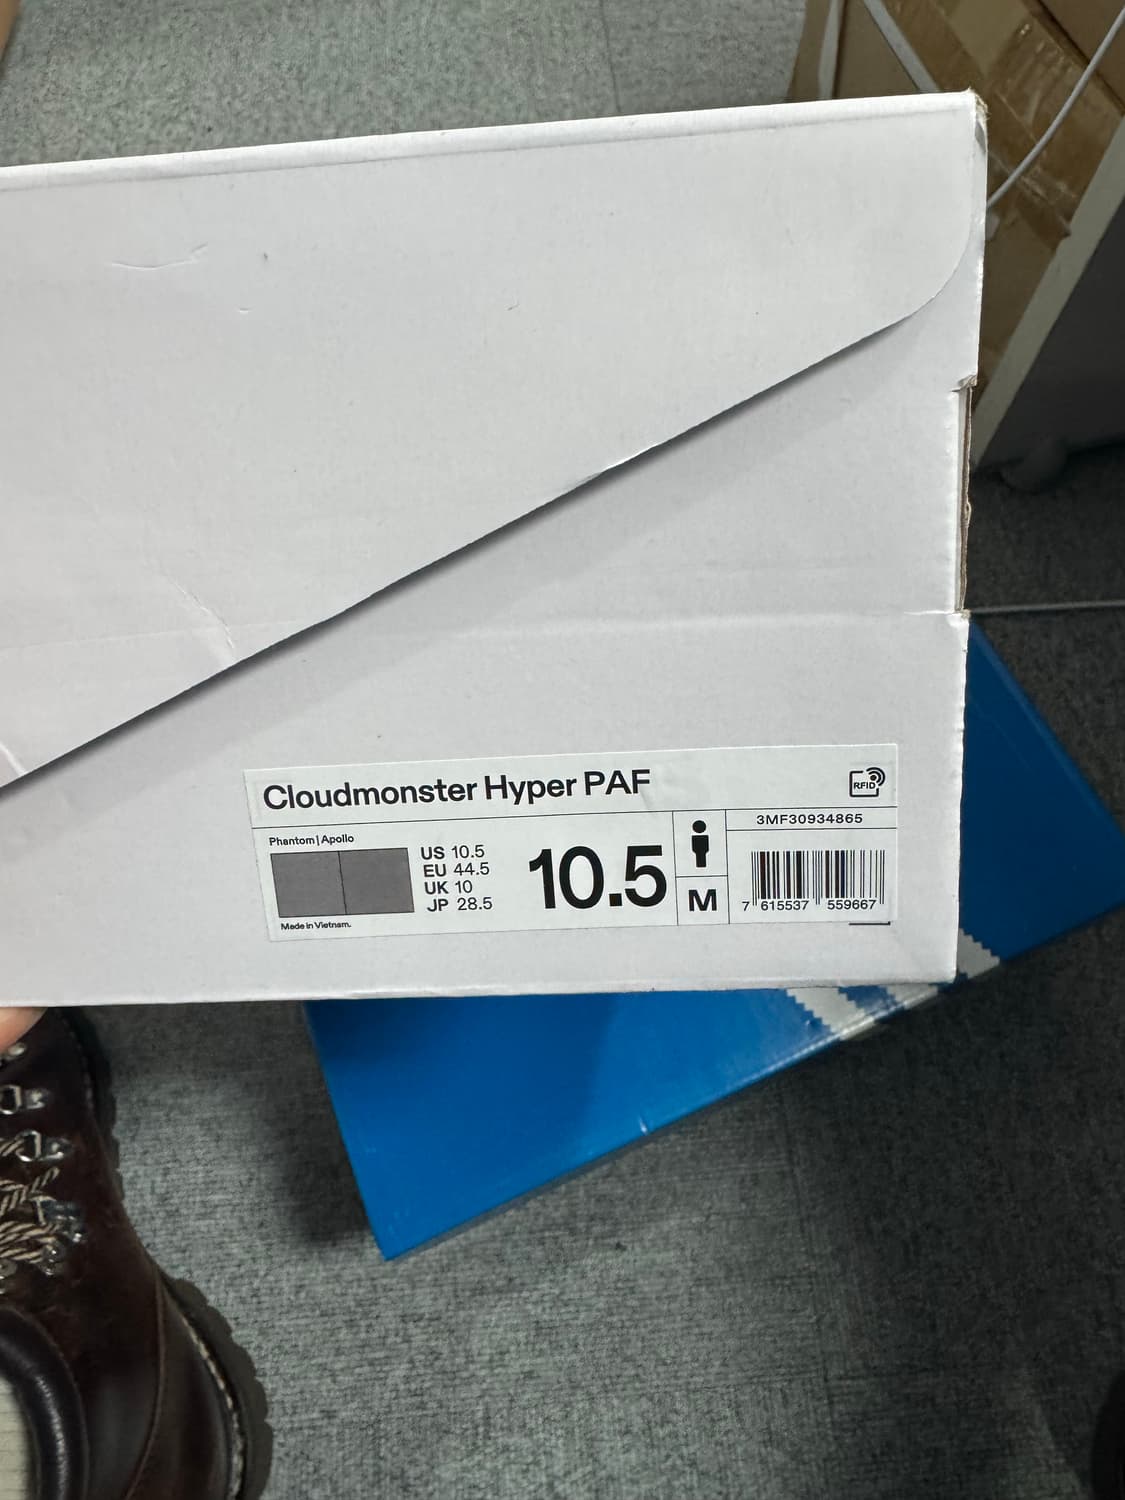 Cloudmonster Hyper PAF
RFID
Phantom | Apollo
US 10.5
EU 44.5
UK 10
JP 28.5
Made in Vietnam.
10.5
M
3MF30934865
7 615537 559667